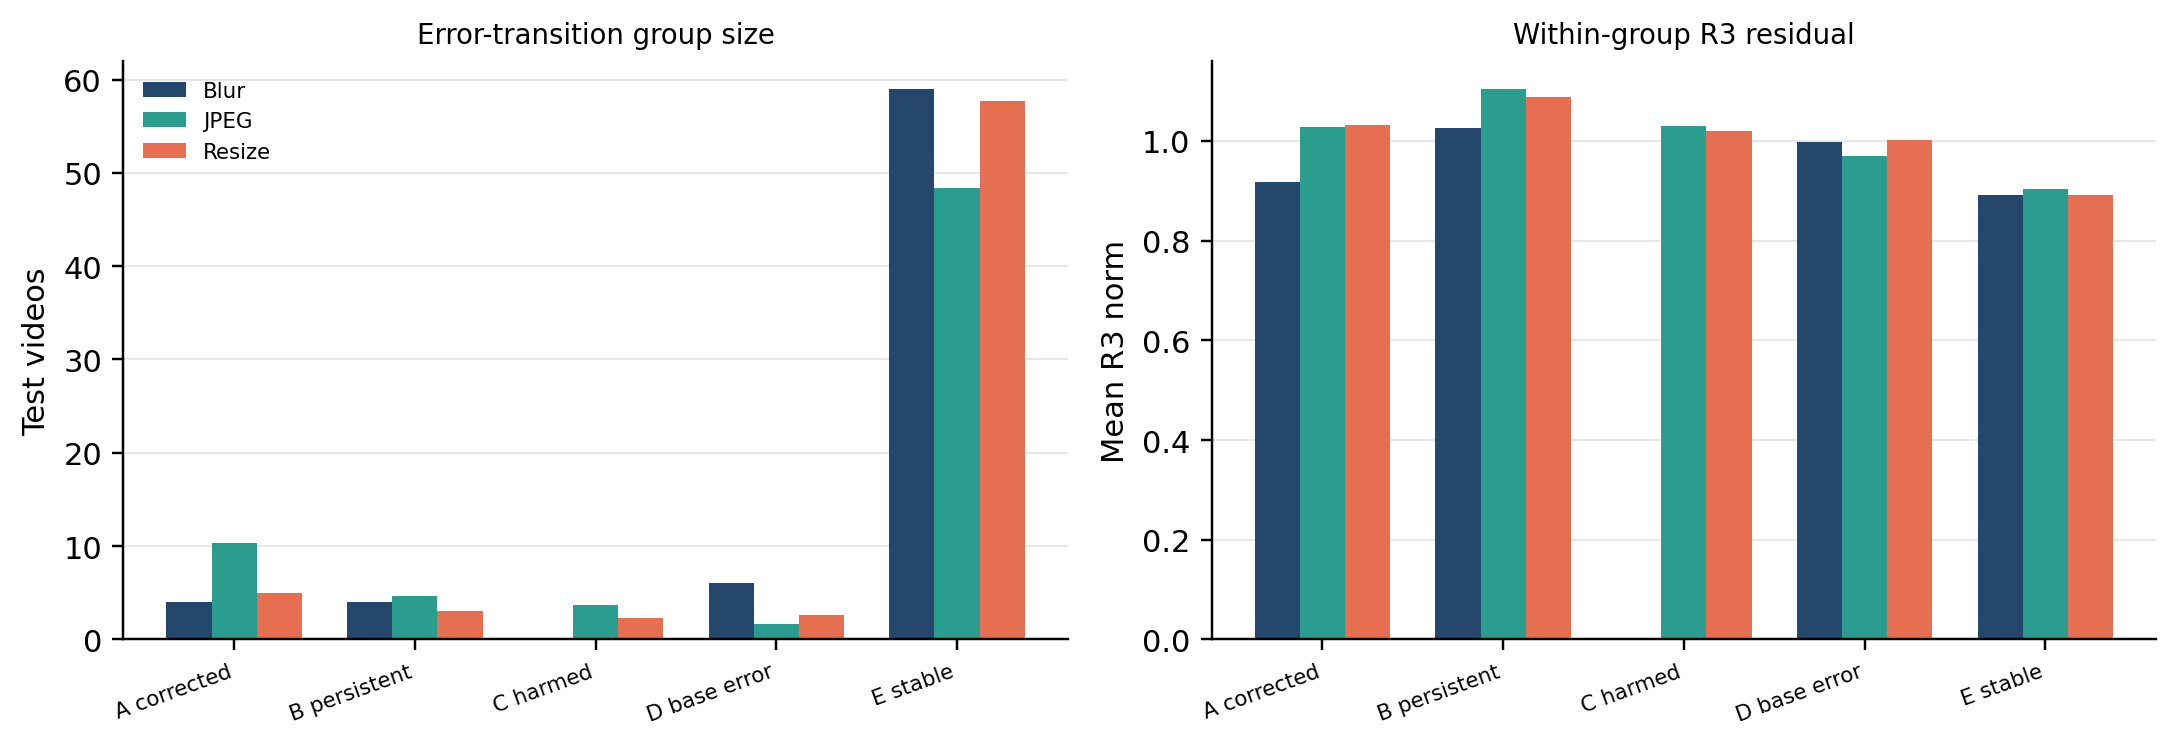 Error-transition group size
Test videos
60
50
40
30
20
10
0
Blur
JPEG
Resize
A corrected
B persistent
C harmed
D base error
E stable
Within-group R3 residual
Mean R3 norm
1.0
0.8
0.6
0.4
0.2
0.0
A corrected
B persistent
C harmed
D base error
E stable